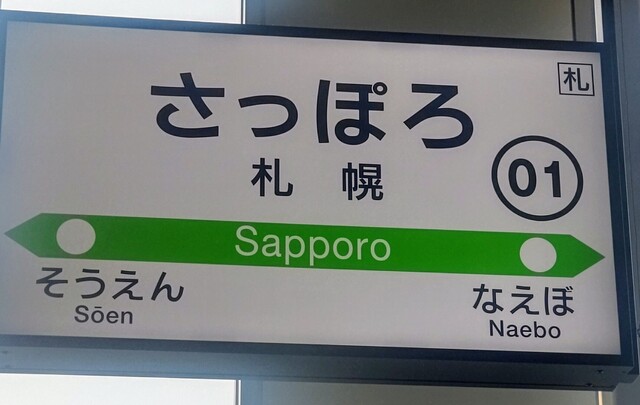 札
さっぽろ
札幌
01
Sapporo
そうえん
Sōen
なえぼ
Naebo